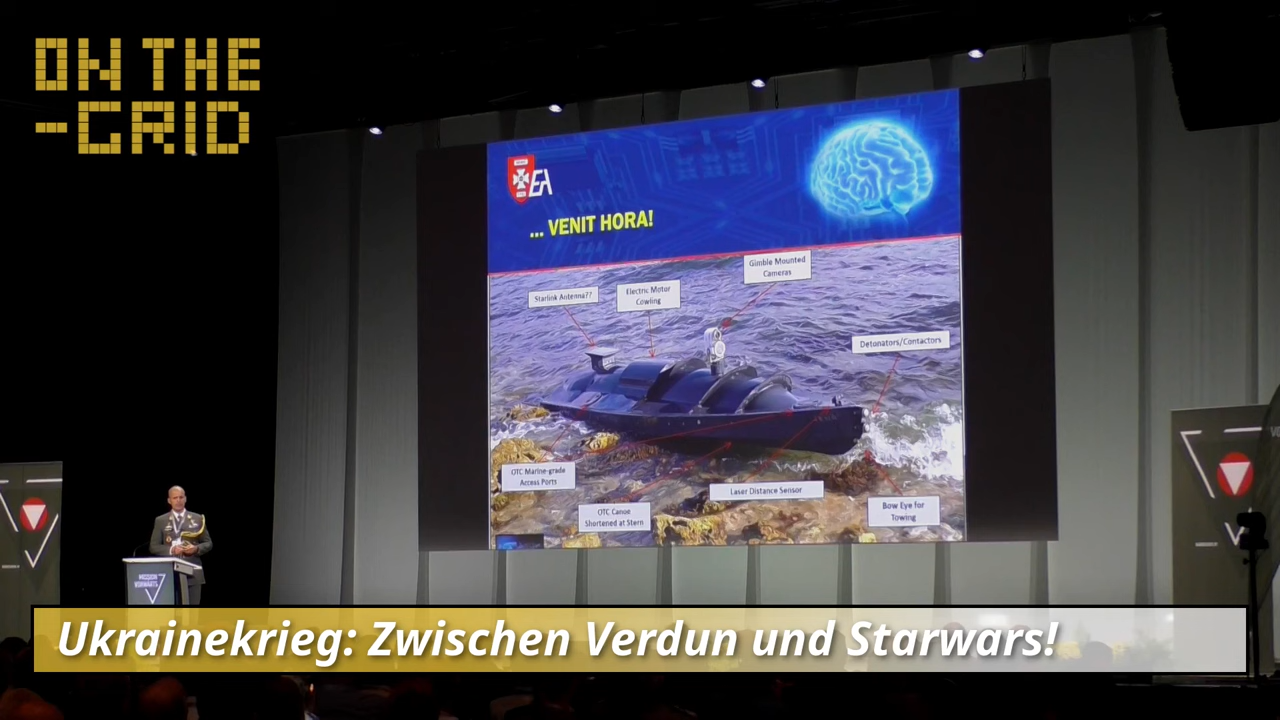 ON THE
-GRID
EA
... VENIT HORA!
Gimble Mounted
Cameras
Starlink Antenna??
Electric Motor
Cowling
Detonators/Contactors
OTC Marine-grade
Access Ports
Laser Distance Sensor
OTC Canoe
Shortened at Stern
Bow Eye for
Towing
MISSION
VORWÄRTS
Ukrainekrieg: Zwischen Verdun und Starwars!